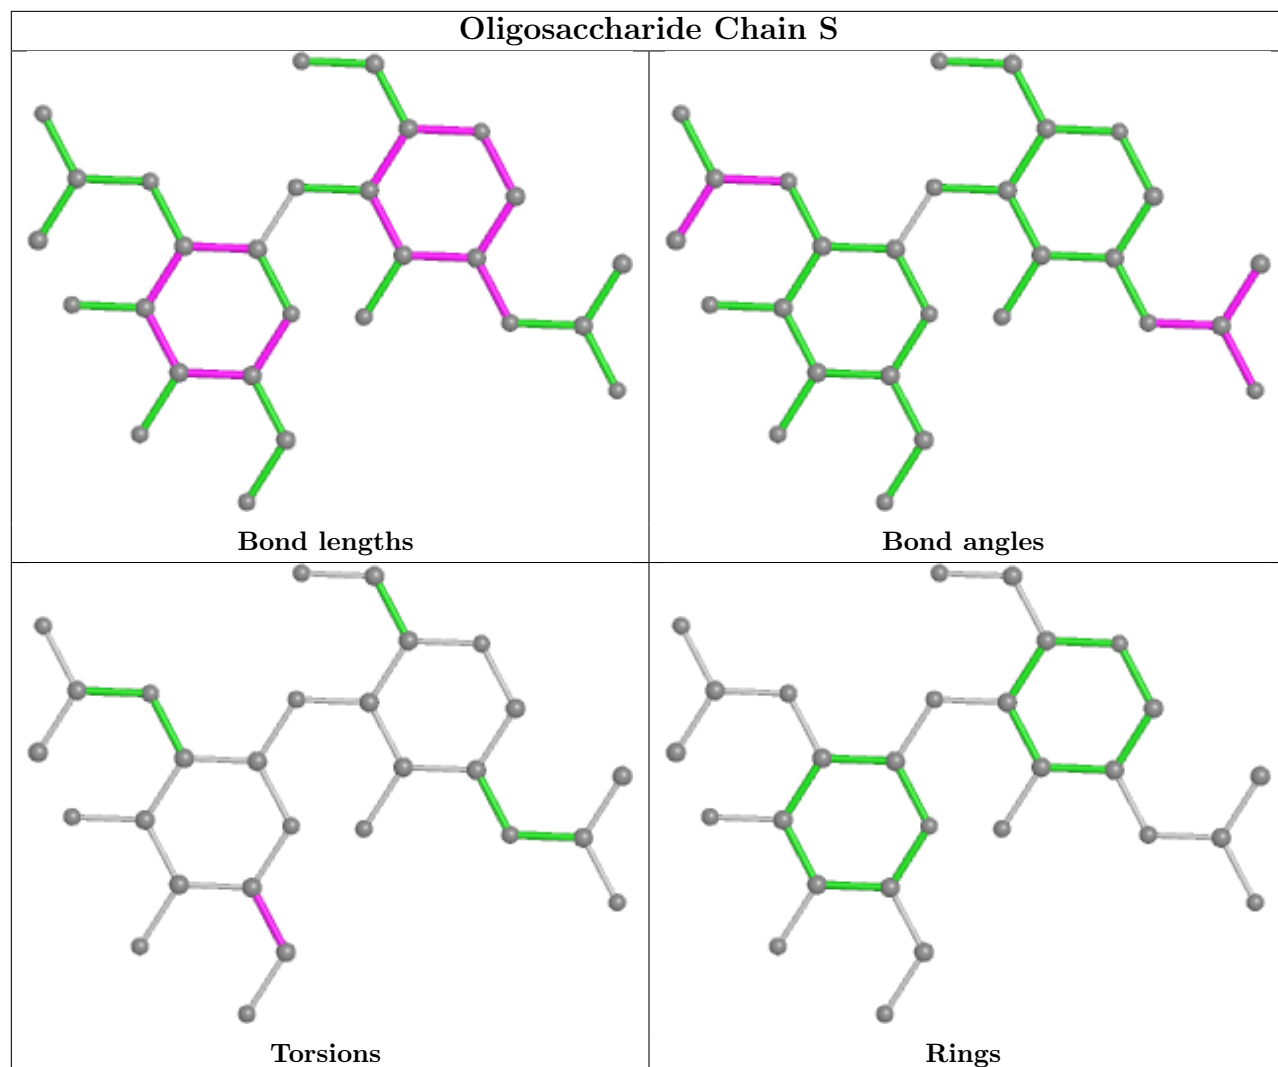 Oligosaccharide Chain S
Bond lengths
Bond angles
Torsions
Rings